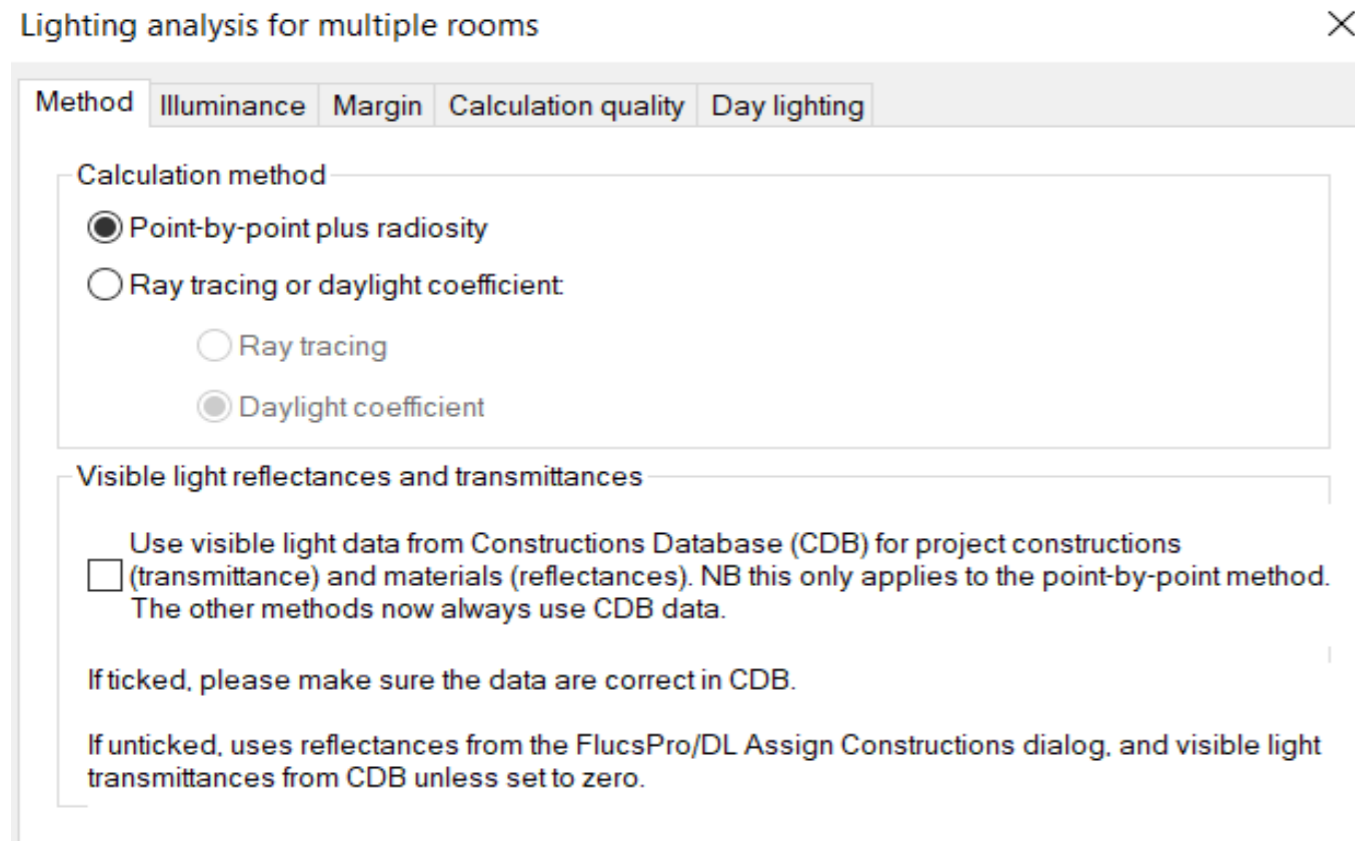 Lighting analysis for multiple rooms
Method Illuminance Margin Calculation quality Day lighting
Calculation method
Point-by-point plus radiosity
Ray tracing or daylight coefficient:
Ray tracing
Daylight coefficient
Visible light reflectances and transmittances
Use visible light data from Constructions Database (CDB) for project constructions
(transmittance) and materials (reflectances). NB this only applies to the point-by-point method.
The other methods now always use CDB data.
If ticked, please make sure the data are correct in CDB.
If unticked, uses reflectances from the FlucsPro/DL Assign Constructions dialog, and visible light
transmittances from CDB unless set to zero.